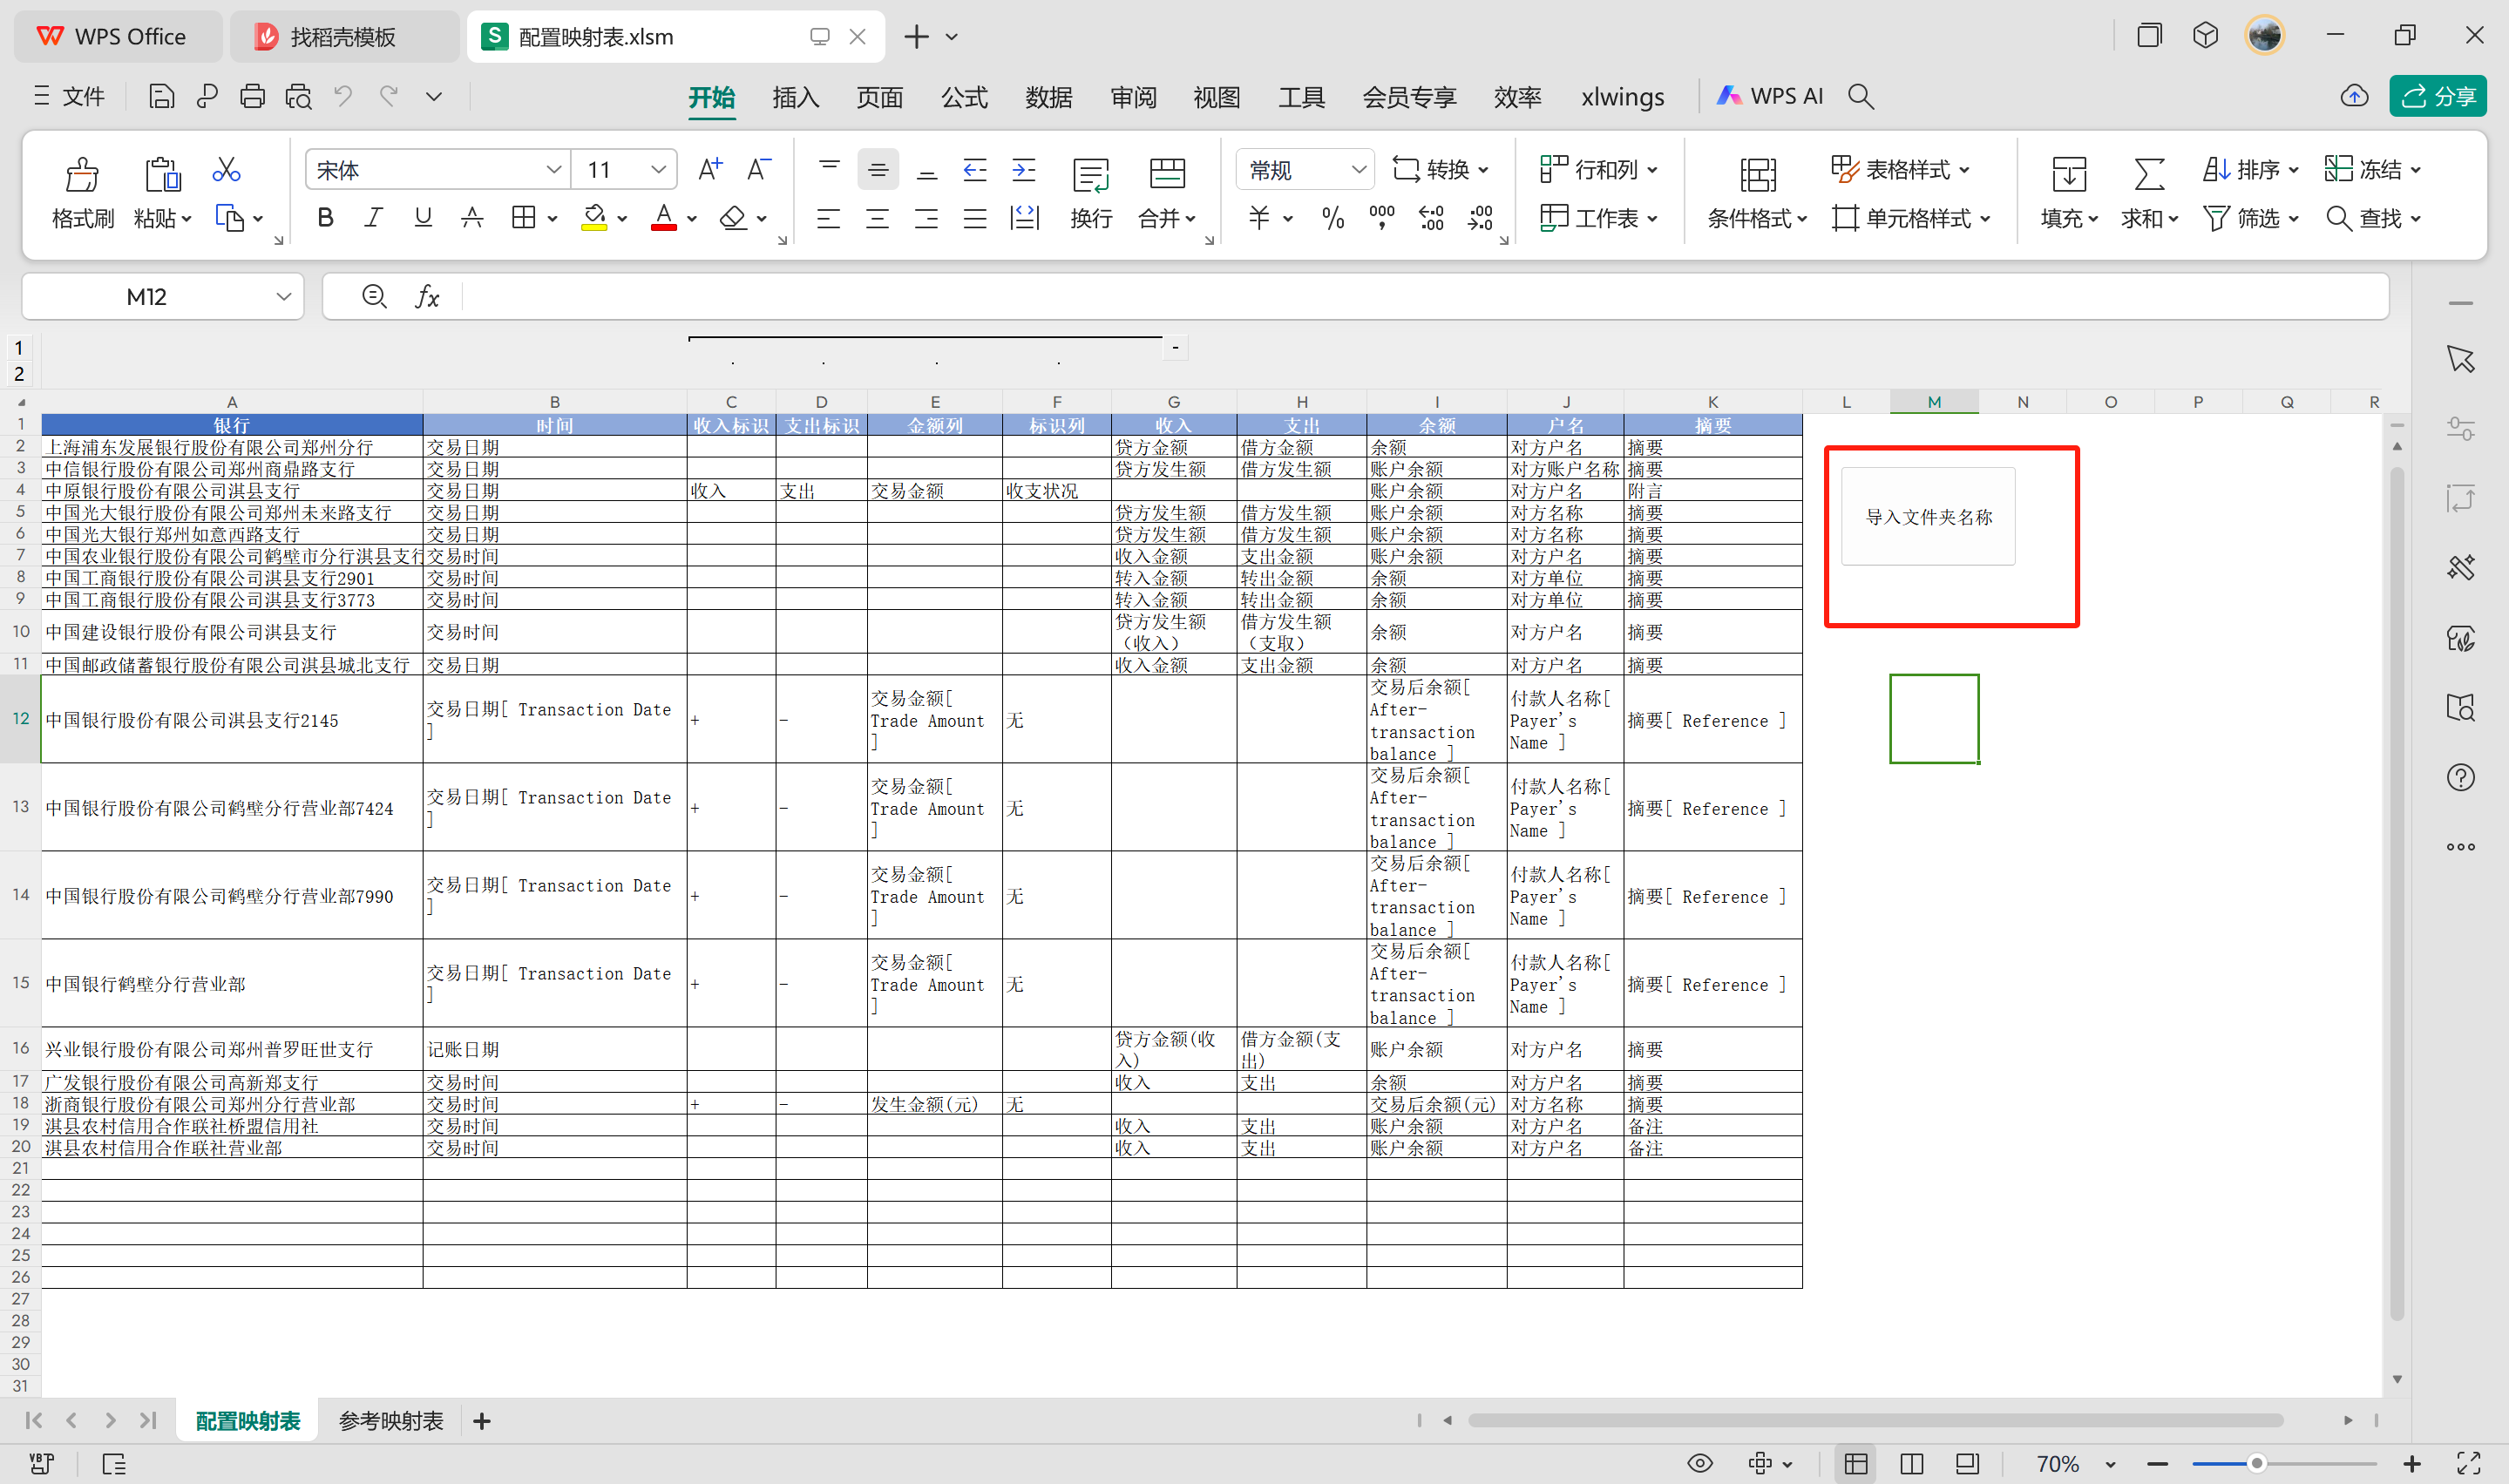 WPS Office 找稻壳模板 配置映射表.xlsm
文件 开始 插入 页面 公式 数据 审阅 视图 工具 会员专享 效率 xlwings WPS AI 分享
宋体 11 A+ A- 常规 转换 行和列 表格样式 排序 冻结
格式刷 粘贴 B I U A A 换行 合并 % 000 工作表 条件格式 单元格样式 填充 求和 筛选 查找
M12 fx
1 -
2
A B C D E F G H I J K L M N O P Q R
1 银行 时间 收入标识 支出标识 金额列 标识列 收入 支出 余额 户名 摘要
2 上海浦东发展银行股份有限公司郑州分行 交易日期 贷方金额 借方金额 余额 对方户名 摘要
3 中信银行股份有限公司郑州商鼎路支行 交易日期 贷方发生额 借方发生额 账户余额 对方账户名称 摘要
4 中原银行股份有限公司淇县支行 交易日期 收入 支出 交易金额 收支状况 账户余额 对方户名 附言
5 中国光大银行股份有限公司郑州未来路支行 交易日期 贷方发生额 借方发生额 账户余额 对方名称 摘要
6 中国光大银行郑州如意西路支行 交易日期 贷方发生额 借方发生额 账户余额 对方名称 摘要
7 中国农业银行股份有限公司鹤壁市分行淇县支行 交易时间 收入金额 支出金额 账户余额 对方户名 摘要
8 中国工商银行股份有限公司淇县支行2901 交易时间 转入金额 转出金额 余额 对方单位 摘要
9 中国工商银行股份有限公司淇县支行3773 交易时间 转入金额 转出金额 余额 对方单位 摘要
10 中国建设银行股份有限公司淇县支行 交易时间 贷方发生额（收入） 借方发生额（支取） 余额 对方户名 摘要
11 中国邮政储蓄银行股份有限公司淇县城北支行 交易日期 收入金额 支出金额 余额 对方户名 摘要
12 中国银行股份有限公司淇县支行2145 交易日期[ Transaction Date ] + - 交易金额[ Trade Amount ] 无 交易后余额[ After-transaction balance ] 付款人名称[ Payer's Name ] 摘要[ Reference ]
13 中国银行股份有限公司鹤壁分行营业部7424 交易日期[ Transaction Date ] + - 交易金额[ Trade Amount ] 无 交易后余额[ After-transaction balance ] 付款人名称[ Payer's Name ] 摘要[ Reference ]
14 中国银行股份有限公司鹤壁分行营业部7990 交易日期[ Transaction Date ] + - 交易金额[ Trade Amount ] 无 交易后余额[ After-transaction balance ] 付款人名称[ Payer's Name ] 摘要[ Reference ]
15 中国银行鹤壁分行营业部 交易日期[ Transaction Date ] + - 交易金额[ Trade Amount ] 无 交易后余额[ After-transaction balance ] 付款人名称[ Payer's Name ] 摘要[ Reference ]
16 兴业银行股份有限公司郑州普罗旺世支行 记账日期 贷方金额(收入) 借方金额(支出) 账户余额 对方户名 摘要
17 广发银行股份有限公司高新郑支行 交易时间 收入 支出 余额 对方户名 摘要
18 浙商银行股份有限公司郑州分行营业部 交易时间 + - 发生金额(元) 无 交易后余额(元) 对方名称 摘要
19 淇县农村信用合作联社桥盟信用社 交易时间 收入 支出 账户余额 对方户名 备注
20 淇县农村信用合作联社营业部 交易时间 收入 支出 账户余额 对方户名 备注
21
22
23
24
25
26
27
28
29
30
31
导入文件夹名称
配置映射表 参考映射表
70%